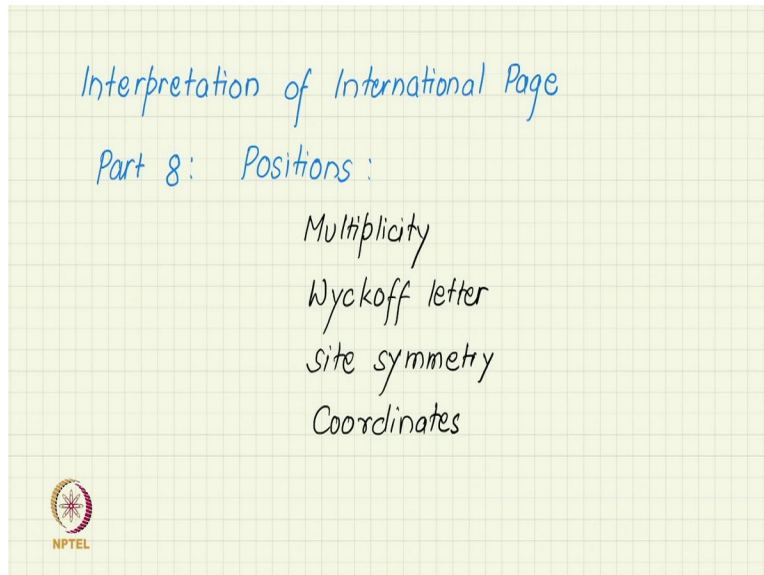 Interpretation of International Page
Part 8: Positions:
Multiplicity
Wyckoff letter
site symmetry
Coordinates
NPTEL